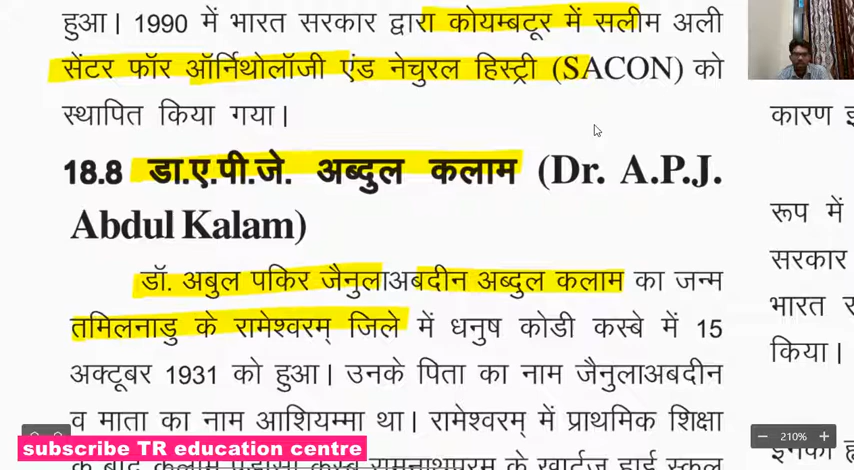 हुआ। 1990 में भारत सरकार द्वारा कोयम्बटूर में सलीम अली
सेंटर फॉर ऑर्निथोलॉजी एंड नेचुरल हिस्ट्री (SACON) को
स्थापित किया गया।
18.8 डा.ए.पी.जे. अब्दुल कलाम (Dr. A.P.J.
Abdul Kalam)
डॉ. अबुल पकिर जैनुलाअबदीन अब्दुल कलाम का जन्म
तमिलनाडु के रामेश्वरम् जिले में धनुष कोडी कस्बे में 15
अक्टूबर 1931 को हुआ। उनके पिता का नाम जैनुलाअबदीन
व माता का नाम आशियम्मा था। रामेश्वरम् में प्राथमिक शिक्षा
के बाद कलाम
के
हाई स्कूल
कारण
रूप में
सरकार
भारत
किया।
210%
subscribe TR education centre